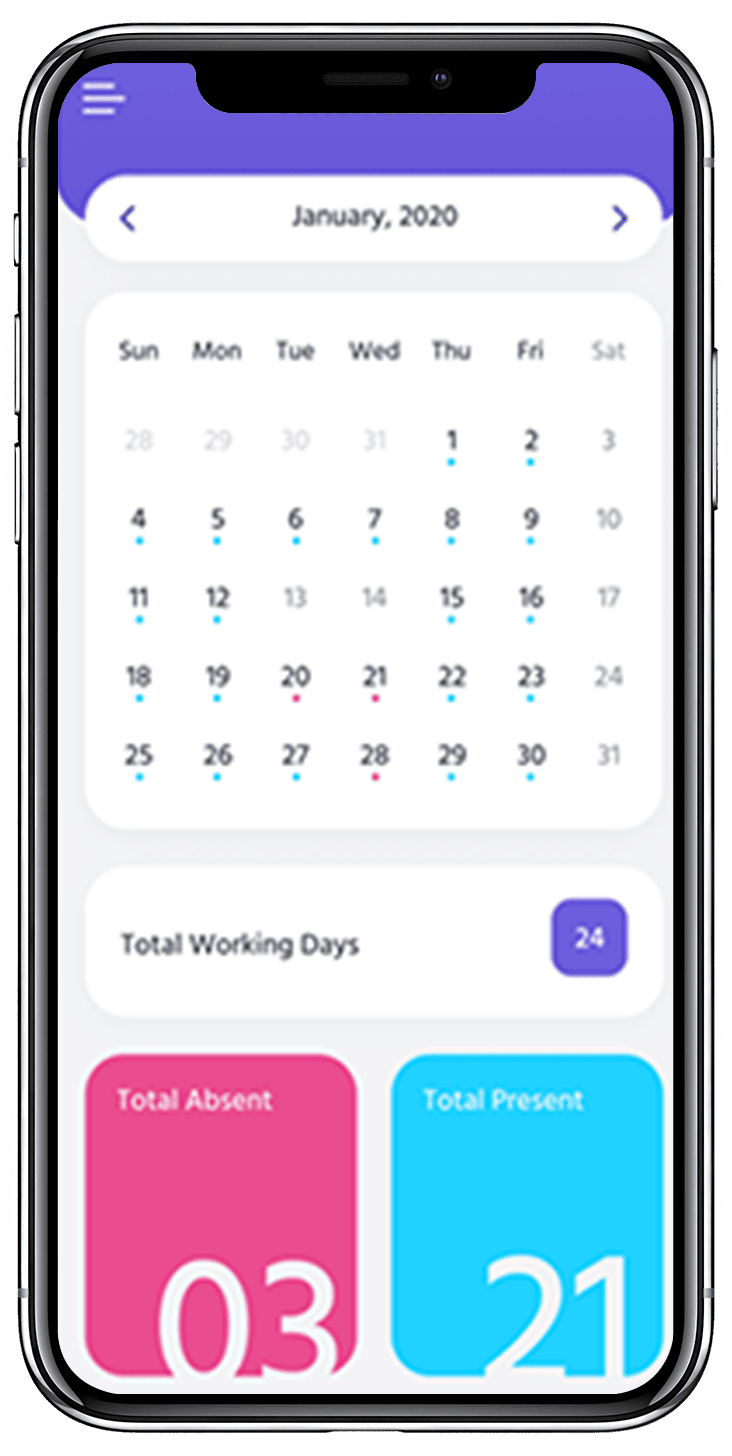 January, 2020
Sun Mon Tue Wed Thu Fri Sat
28 29 30 31 1 2 3
4 5 6 7 8 9 10
11 12 13 14 15 16 17
18 19 20 21 22 23 24
25 26 27 28 29 30 31
Total Working Days 24
Total Absent Total Present
03 21